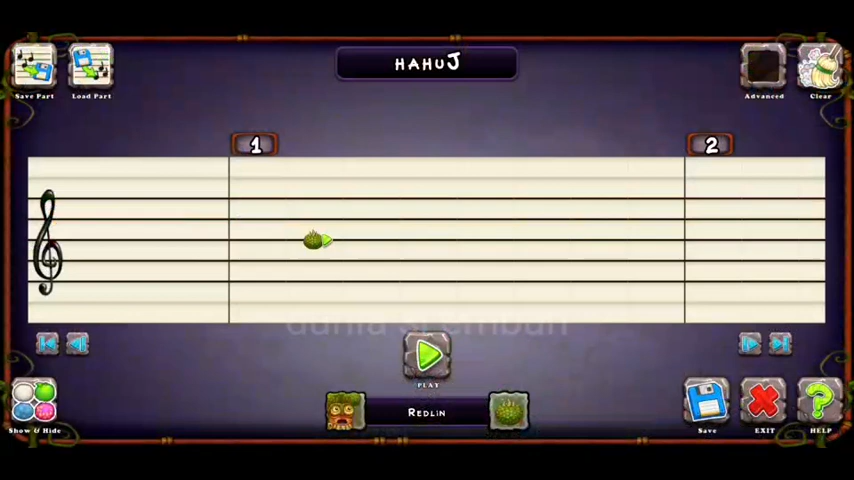 HAHUJ
Save Part
Load Part
Advanced
Clear
1
2
PLAY
Redlin
Show & Hide
Save
EXIT
HELP